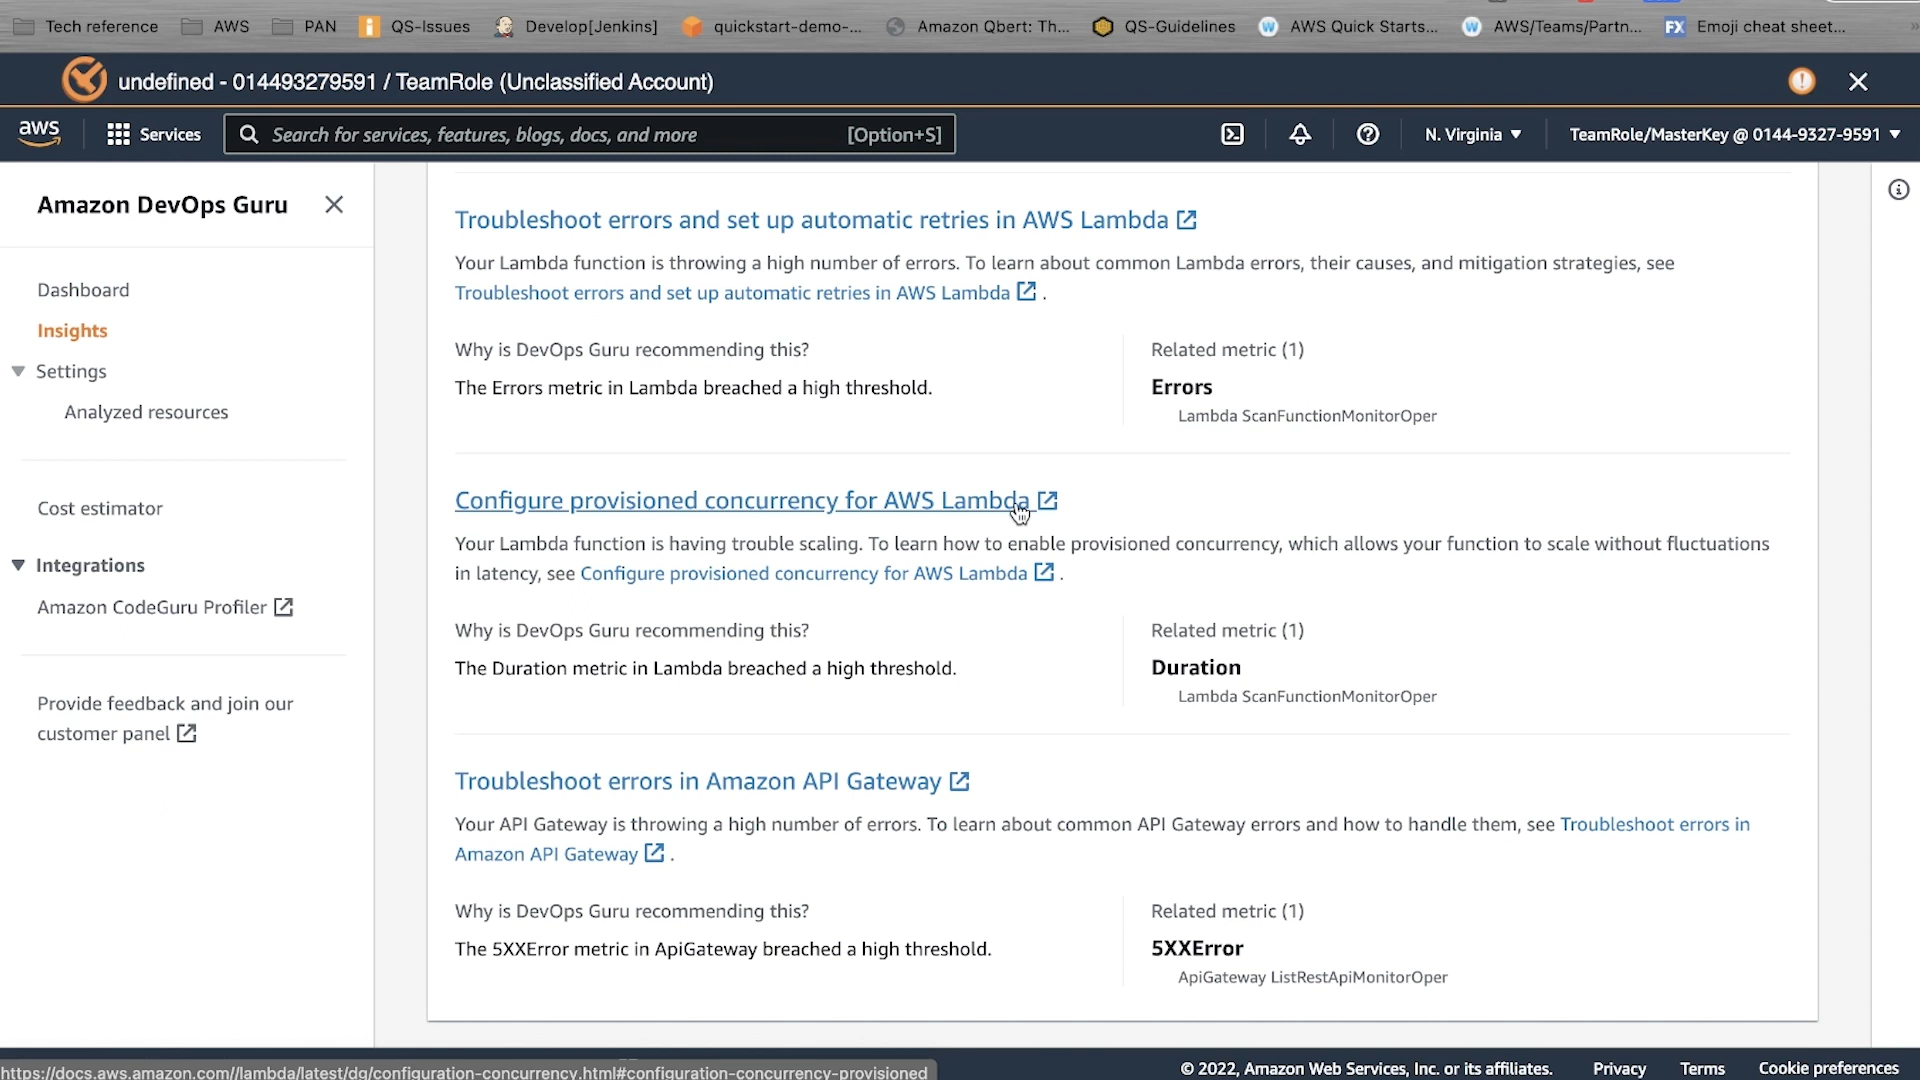 Tech reference AWS PAN QS-Issues Develop[Jenkins] quickstart-demo-... Amazon Qbert: Th... QS-Guidelines AWS Quick Starts... AWS/Teams/Partn... FX Emoji cheat sheet...
undefined - 014493279591 / TeamRole (Unclassified Account)
aws Services Search for services, features, blogs, docs, and more [Option+S] N. Virginia TeamRole/MasterKey @ 0144-9327-9591
Amazon DevOps Guru
Dashboard
Insights
Settings
Analyzed resources
Cost estimator
Integrations
Amazon CodeGuru Profiler
Provide feedback and join our
customer panel
Troubleshoot errors and set up automatic retries in AWS Lambda
Your Lambda function is throwing a high number of errors. To learn about common Lambda errors, their causes, and mitigation strategies, see
Troubleshoot errors and set up automatic retries in AWS Lambda .
Why is DevOps Guru recommending this?
The Errors metric in Lambda breached a high threshold.
Related metric (1)
Errors
Lambda ScanFunctionMonitorOper
Configure provisioned concurrency for AWS Lambda
Your Lambda function is having trouble scaling. To learn how to enable provisioned concurrency, which allows your function to scale without fluctuations
in latency, see Configure provisioned concurrency for AWS Lambda .
Why is DevOps Guru recommending this?
The Duration metric in Lambda breached a high threshold.
Related metric (1)
Duration
Lambda ScanFunctionMonitorOper
Troubleshoot errors in Amazon API Gateway
Your API Gateway is throwing a high number of errors. To learn about common API Gateway errors and how to handle them, see Troubleshoot errors in
Amazon API Gateway .
Why is DevOps Guru recommending this?
The 5XXError metric in ApiGateway breached a high threshold.
Related metric (1)
5XXError
ApiGateway ListRestApiMonitorOper
https://docs.aws.amazon.com//lambda/latest/dg/configuration-concurrency.html#configuration-concurrency-provisioned
© 2022, Amazon Web Services, Inc. or its affiliates. Privacy Terms Cookie preferences